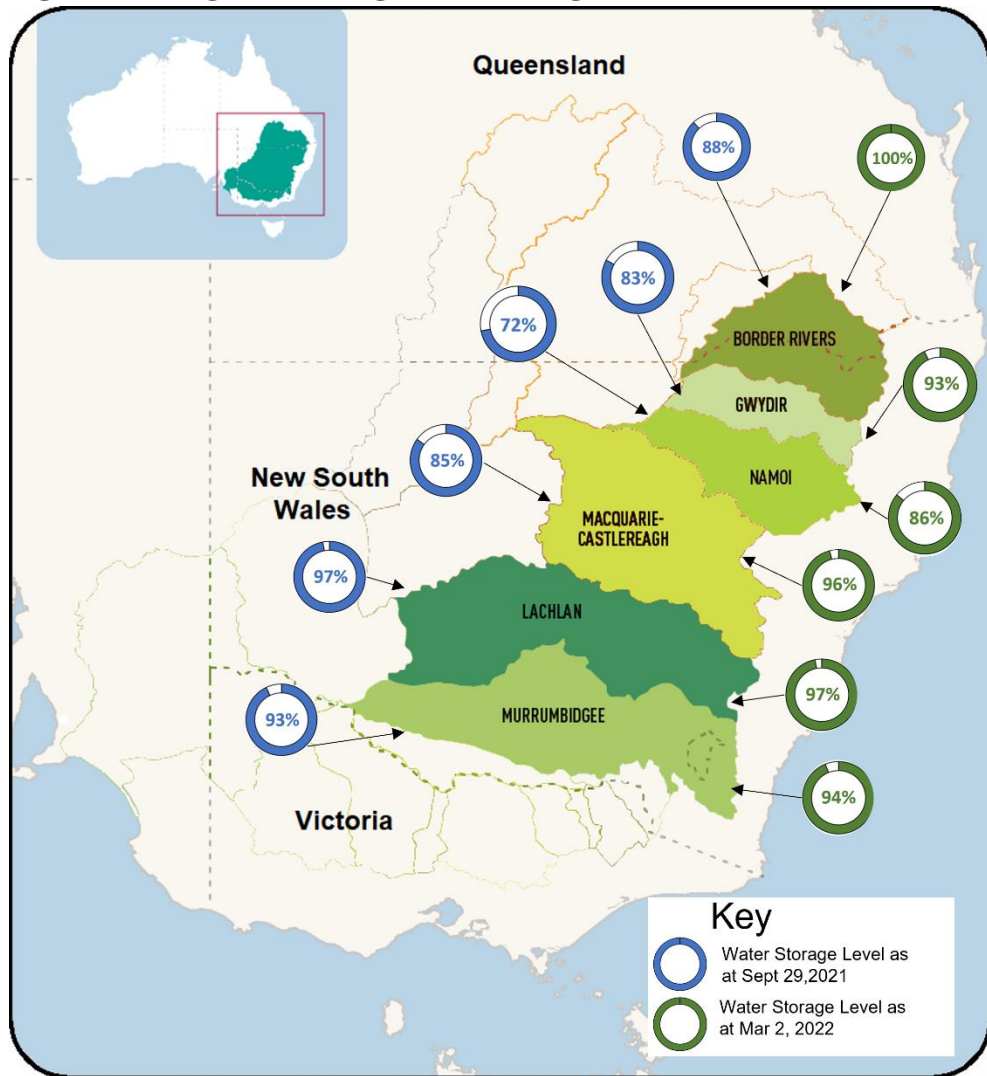 Queensland
88%
100%
83%
72%
BORDER RIVERS
93%
GWYDIR
85%
NAMOI
New South
Wales
86%
MACQUARIE-
CASTLEREAGH
97%
96%
LACHLAN
97%
93%
MURRUMBIDGEE
94%
Victoria
Key
Water Storage Level as
at Sept 29,2021
Water Storage Level as
at Mar 2, 2022